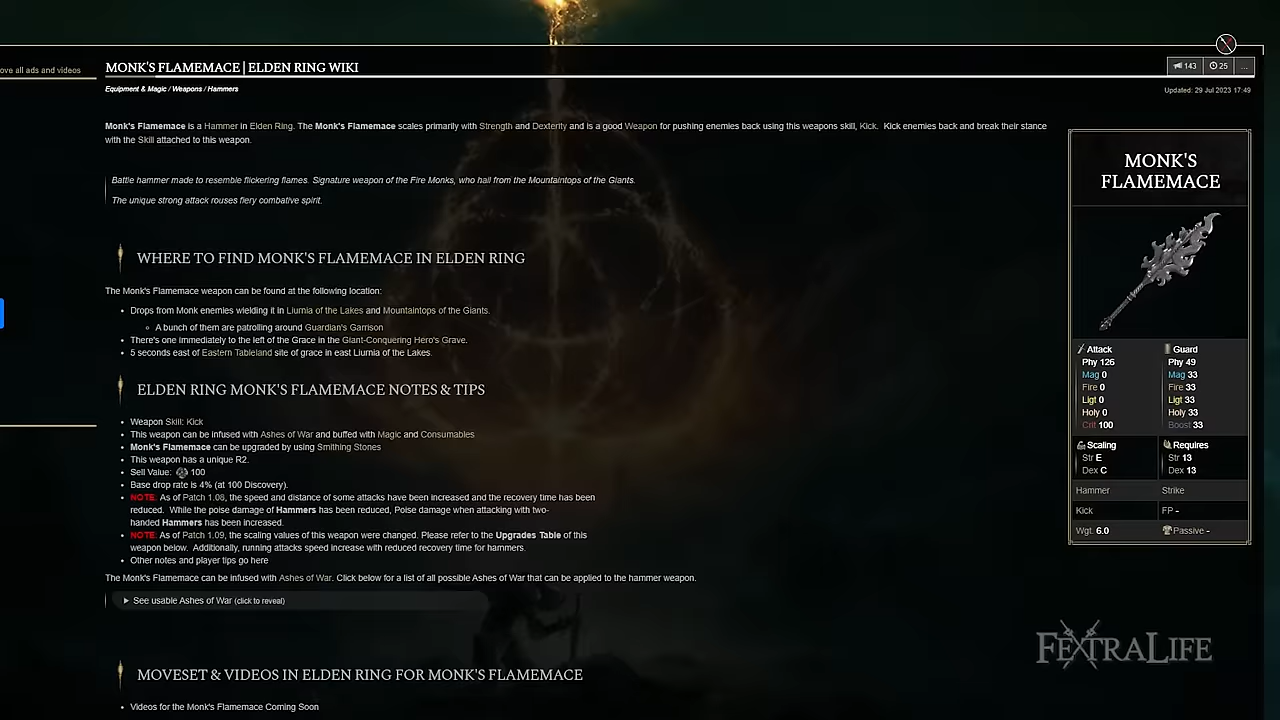 ove all ads and videos
MONK'S FLAMEMACE | ELDEN RING WIKI
143
25
...
Equipment & Magic / Weapons / Hammers
Updated: 29 Jul 2023 17:49
Monk's Flamemace is a Hammer in Elden Ring. The Monk's Flamemace scales primarily with Strength and Dexterity and is a good Weapon for pushing enemies back using this weapons skill, Kick. Kick enemies back and break their stance
with the Skill attached to this weapon.
Battle hammer made to resemble flickering flames. Signature weapon of the Fire Monks, who hail from the Mountaintops of the Giants.
The unique strong attack rouses fiery combative spirit.
WHERE TO FIND MONK'S FLAMEMACE IN ELDEN RING
The Monk's Flamemace weapon can be found at the following location:
Drops from Monk enemies wielding it in Liurnia of the Lakes and Mountaintops of the Giants.
A bunch of them are patrolling around Guardian's Garrison
There's one immediately to the left of the Grace in the Giant-Conquering Hero's Grave.
5 seconds east of Eastern Tableland site of grace in east Liurnia of the Lakes.
ELDEN RING MONK'S FLAMEMACE NOTES & TIPS
Weapon Skill: Kick
This weapon can be infused with Ashes of War and buffed with Magic and Consumables
Monk's Flamemace can be upgraded by using Smithing Stones
This weapon has a unique R2.
Sell Value: 100
Base drop rate is 4% (at 100 Discovery).
NOTE: As of Patch 1.08, the speed and distance of some attacks have been increased and the recovery time has been
reduced. While the poise damage of Hammers has been reduced, Poise damage when attacking with two-
handed Hammers has been increased.
NOTE: As of Patch 1.09, the scaling values of this weapon were changed. Please refer to the Upgrades Table of this
weapon below. Additionally, running attacks speed increase with reduced recovery time for hammers.
Other notes and player tips go here
The Monk's Flamemace can be infused with Ashes of War. Click below for a list of all possible Ashes of War that can be applied to the hammer weapon.
► See usable Ashes of War (click to reveal)
MOVESET & VIDEOS IN ELDEN RING FOR MONK'S FLAMEMACE
Videos for the Monk's Flamemace Coming Soon
MONK'S
FLAMEMACE
Attack Guard
Phy 126 Phy 49
Mag 0 Mag 33
Fire 0 Fire 33
Ligt 0 Ligt 33
Holy 0 Holy 33
Crit 100 Boost 33
Scaling Requires
Str E Str 13
Dex C Dex 13
Hammer Strike
Kick FP -
Wgt. 6.0 Passive -
FEXTRALIFE